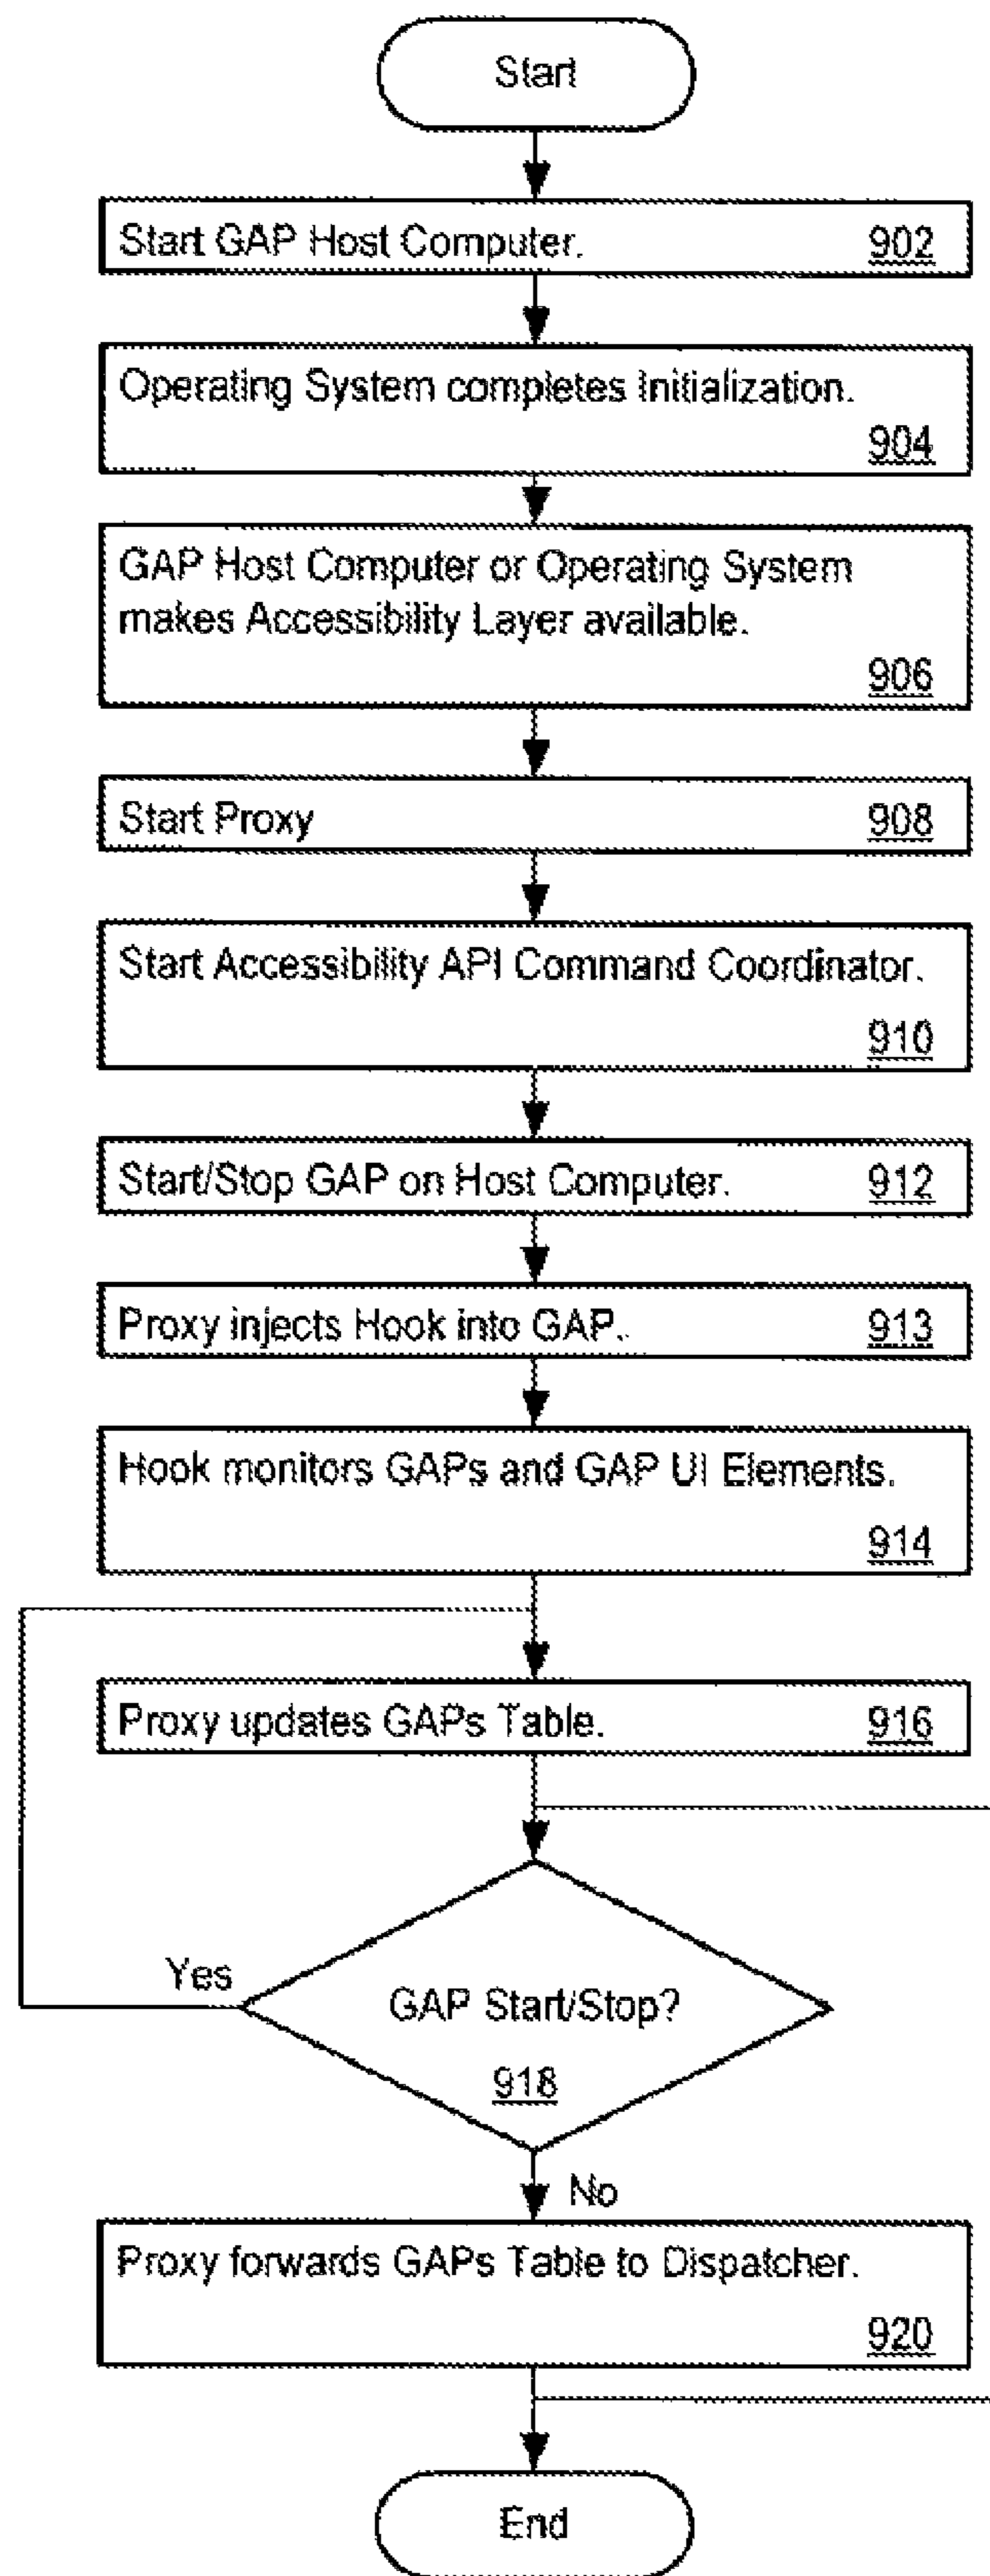 Start
Start GAP Host Computer. 902
Operating System completes Initialization.
904
GAP Host Computer or Operating System
makes Accessibility Layer available.
906
Start Proxy 908
Start Accessibility API Command Coordinator.
910
Start/Stop GAP on Host Computer. 912
Proxy injects Hook into GAP. 913
Hook monitors GAPs and GAP UI Elements.
914
Proxy updates GAPs Table. 916
Yes
GAP Start/Stop?
918
No
Proxy forwards GAPs Table to Dispatcher.
920
End